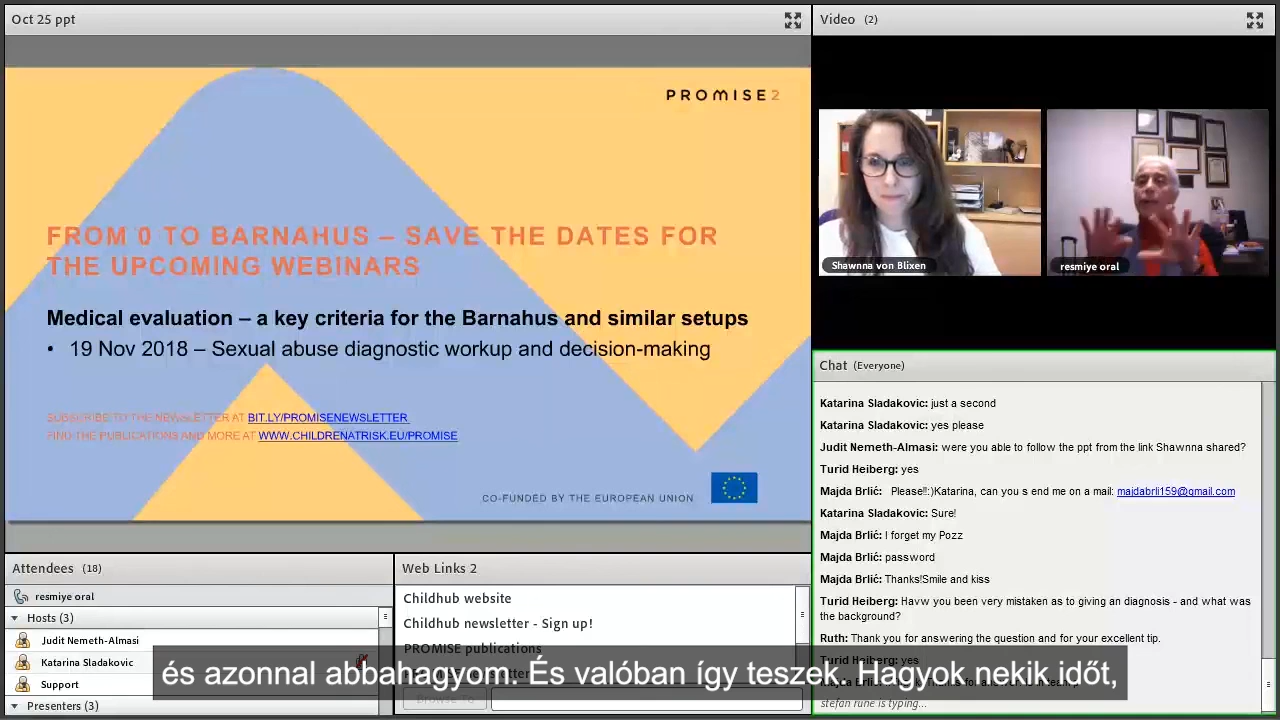 Oct 25 ppt
PROMISE2
FROM 0 TO BARNAHUS – SAVE THE DATES FOR
THE UPCOMING WEBINARS
Medical evaluation – a key criteria for the Barnahus and similar setups
• 19 Nov 2018 – Sexual abuse diagnostic workup and decision-making
SUBSCRIBE TO THE NEWSLETTER AT BIT.LY/PROMISENEWSLETTER
FIND THE PUBLICATIONS AND MORE AT WWW.CHILDRENATRISK.EU/PROMISE
CO-FUNDED BY THE EUROPEAN UNION
Video (2)
Shawnna von Blixen
resmiye oral
Chat (Everyone)
Katarina Sladakovic: just a second
Katarina Sladakovic: yes please
Judit Nemeth-Almasi: were you able to follow the ppt from the link Shawnna shared?
Turid Heiberg: yes
Majda Brlić: Please!!:)Katarina, can you s end me on a mail: majdabrli159@gmail.com
Katarina Sladakovic: Sure!
Majda Brlić: I forget my Pozz
Majda Brlić: password
Majda Brlić: Thanks!Smile and kiss
Turid Heiberg: Havw you been very mistaken as to giving an diagnosis - and what was
the background?
Ruth: Thank you for answering the question and for your excellent tip.
Turid Heiberg: yes
stefan rune is typing...
Attendees (18)
resmiye oral
Hosts (3)
Judit Nemeth-Almasi
Katarina Sladakovic
Support
Presenters (3)
Web Links 2
Childhub website
Childhub newsletter - Sign up!
PROMISE publications
Browse To
és azonnal abbahagyom. És valóban így teszek. Hagyok nekik időt,